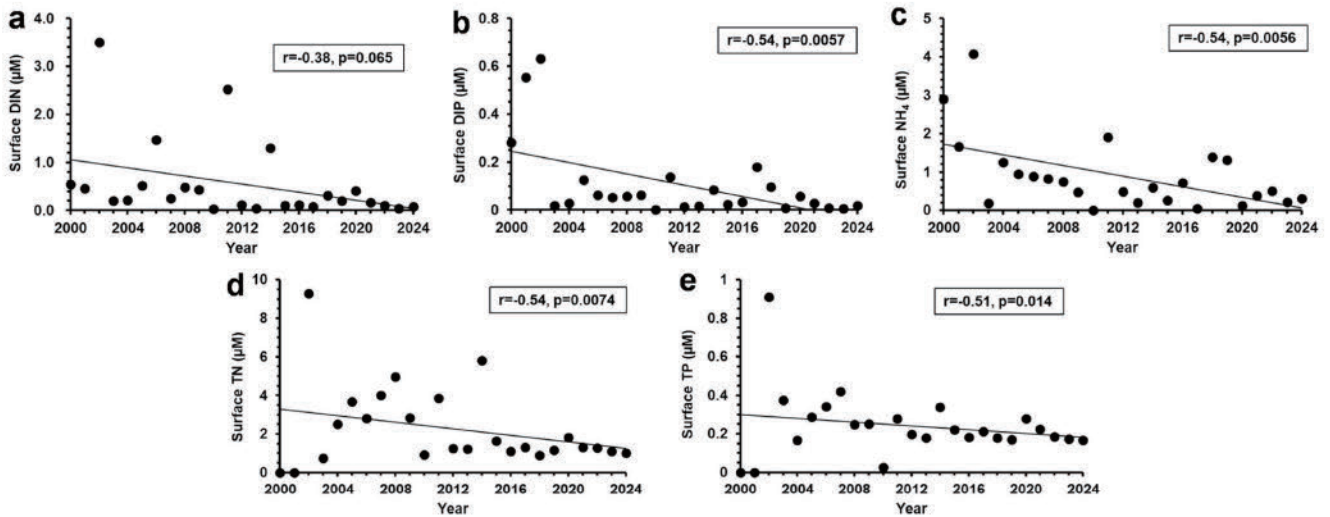 a
4.0
3.0
2.0
1.0
0.0
Surface DIN (µM)
r=-0.38, p=0.065
2000 2004 2008 2012 2016 2020 2024
Year
b
0.8
0.6
0.4
0.2
0
Surface DIP (µM)
r=-0.54, p=0.0057
2000 2004 2008 2012 2016 2020 2024
Year
c
5
4
3
2
1
0
Surface NH₄ (µM)
r=-0.54, p=0.0056
2000 2004 2008 2012 2016 2020 2024
Year
d
10
8
6
4
2
0
Surface TN (µM)
r=-0.54, p=0.0074
2000 2004 2008 2012 2016 2020 2024
Year
e
1
0.8
0.6
0.4
0.2
0
Surface TP (µM)
r=-0.51, p=0.014
2000 2004 2008 2012 2016 2020 2024
Year